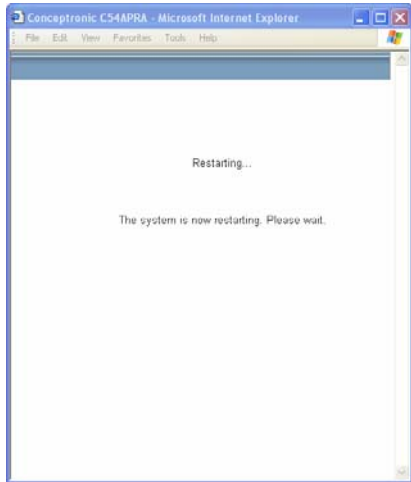 Conceptronic C54APRA - Microsoft Internet Explorer
File Edit View Favorites Tools Help
Restarting...
The system is now restarting. Please wait.